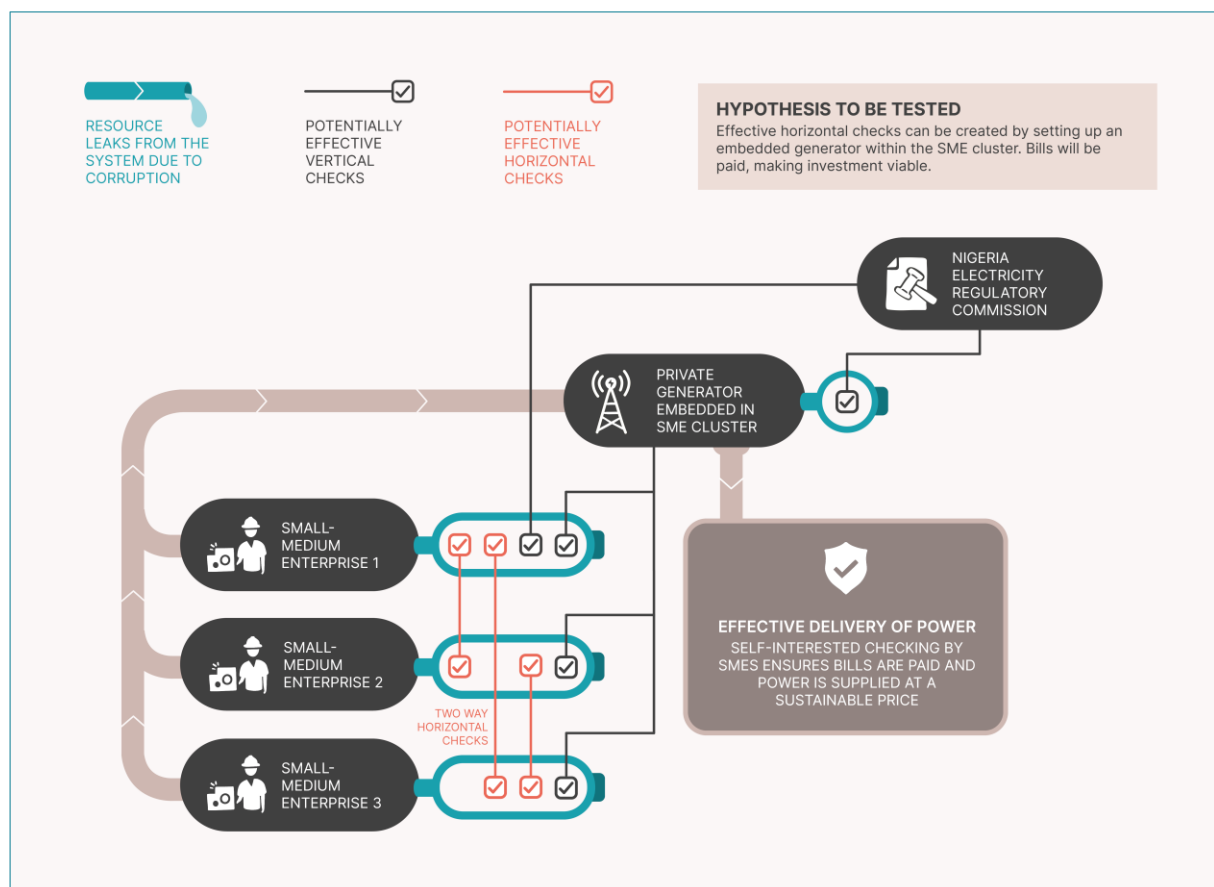 RESOURCE
LEAKS FROM THE
SYSTEM DUE TO
CORRUPTION
POTENTIALLY
EFFECTIVE
VERTICAL
CHECKS
POTENTIALLY
EFFECTIVE
HORIZONTAL
CHECKS
HYPOTHESIS TO BE TESTED
Effective horizontal checks can be created by setting up an
embedded generator within the SME cluster. Bills will be
paid, making investment viable.
NIGERIA
ELECTRICITY
REGULATORY
COMMISSION
PRIVATE
GENERATOR
EMBEDDED IN
SME CLUSTER
SMALL-
MEDIUM
ENTERPRISE 1
SMALL-
MEDIUM
ENTERPRISE 2
TWO WAY
HORIZONTAL
CHECKS
SMALL-
MEDIUM
ENTERPRISE 3
EFFECTIVE DELIVERY OF POWER
SELF-INTERESTED CHECKING BY
SMES ENSURES BILLS ARE PAID AND
POWER IS SUPPLIED AT A
SUSTAINABLE PRICE